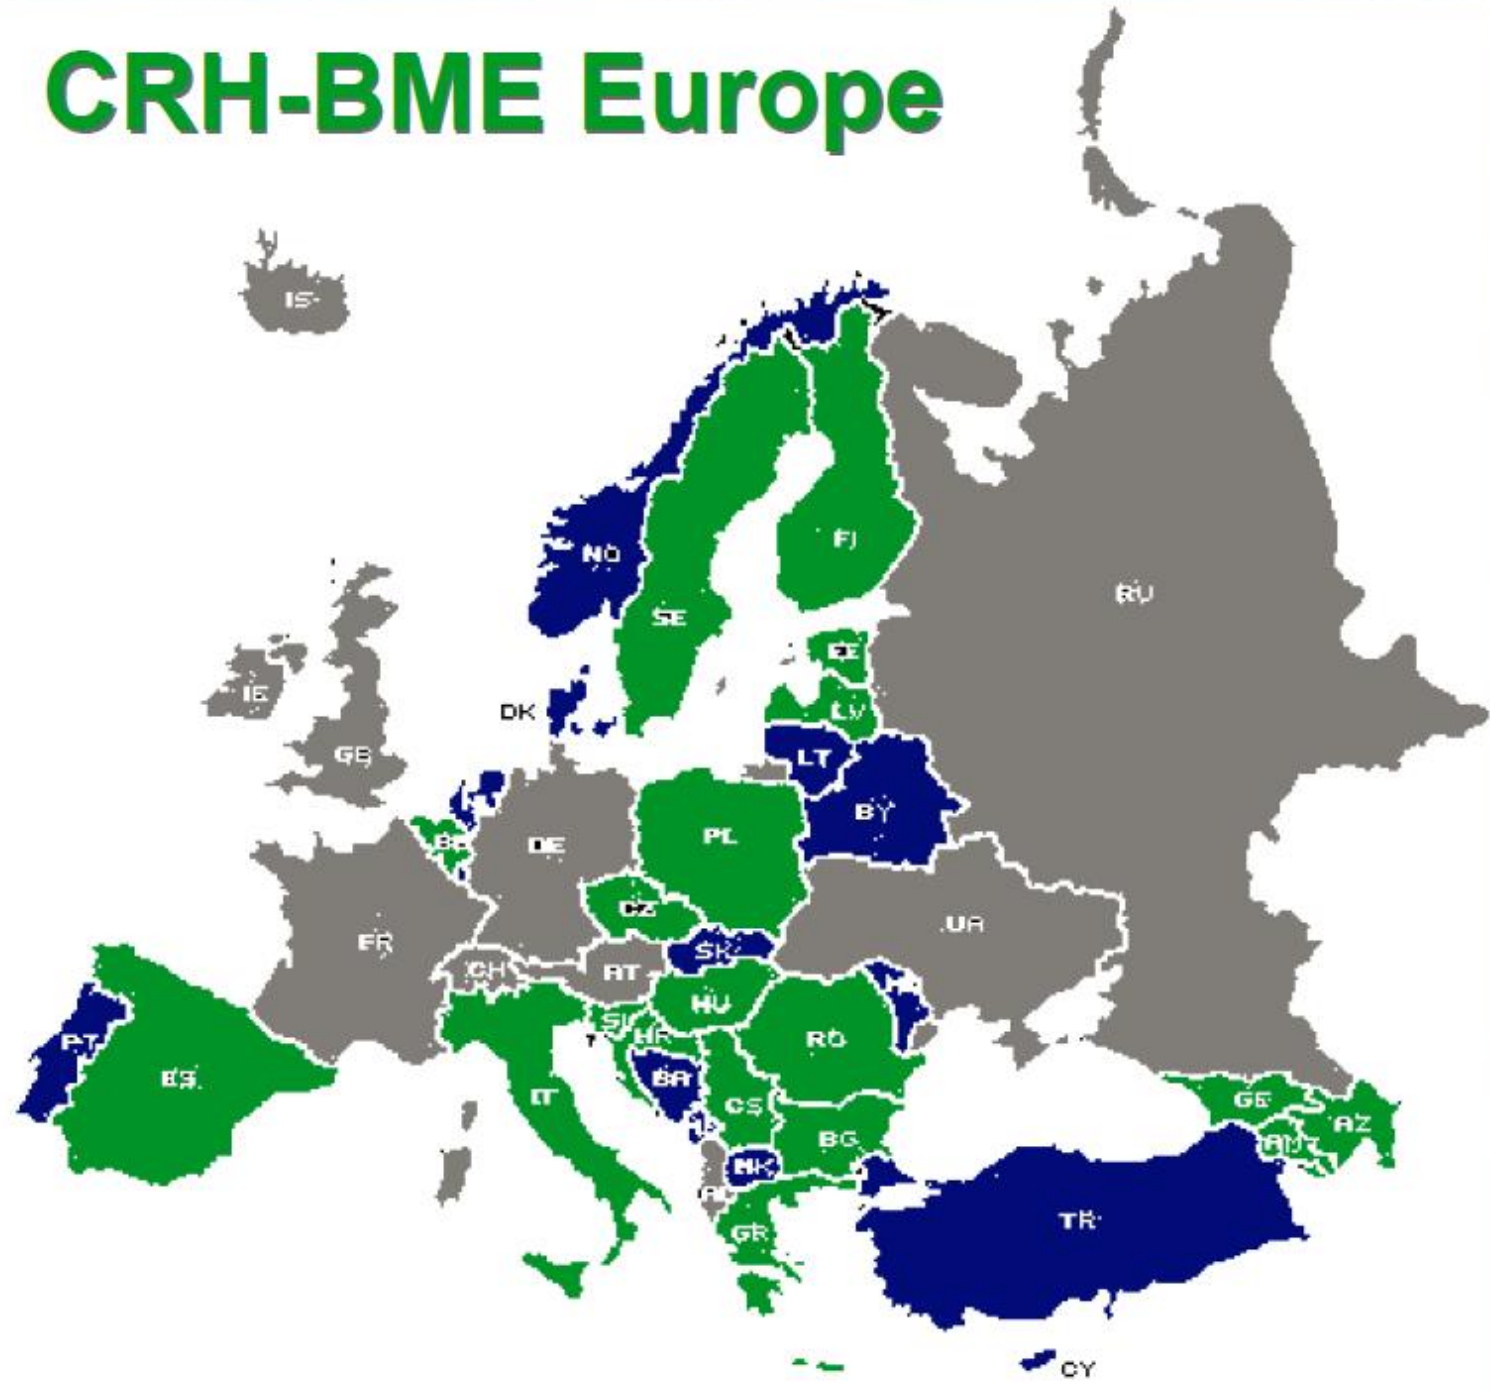 CRH-BME Europe
IS
NO
FI
RU
SE
IE
DK
LV
GB
LT
BY
PL
DE
CZ
UA
FR
SK
CH
AT
HU
PT
SI
HR
RO
ES
BA
IT
CS
GE
AZ
BG
MK
TR
GR
CY